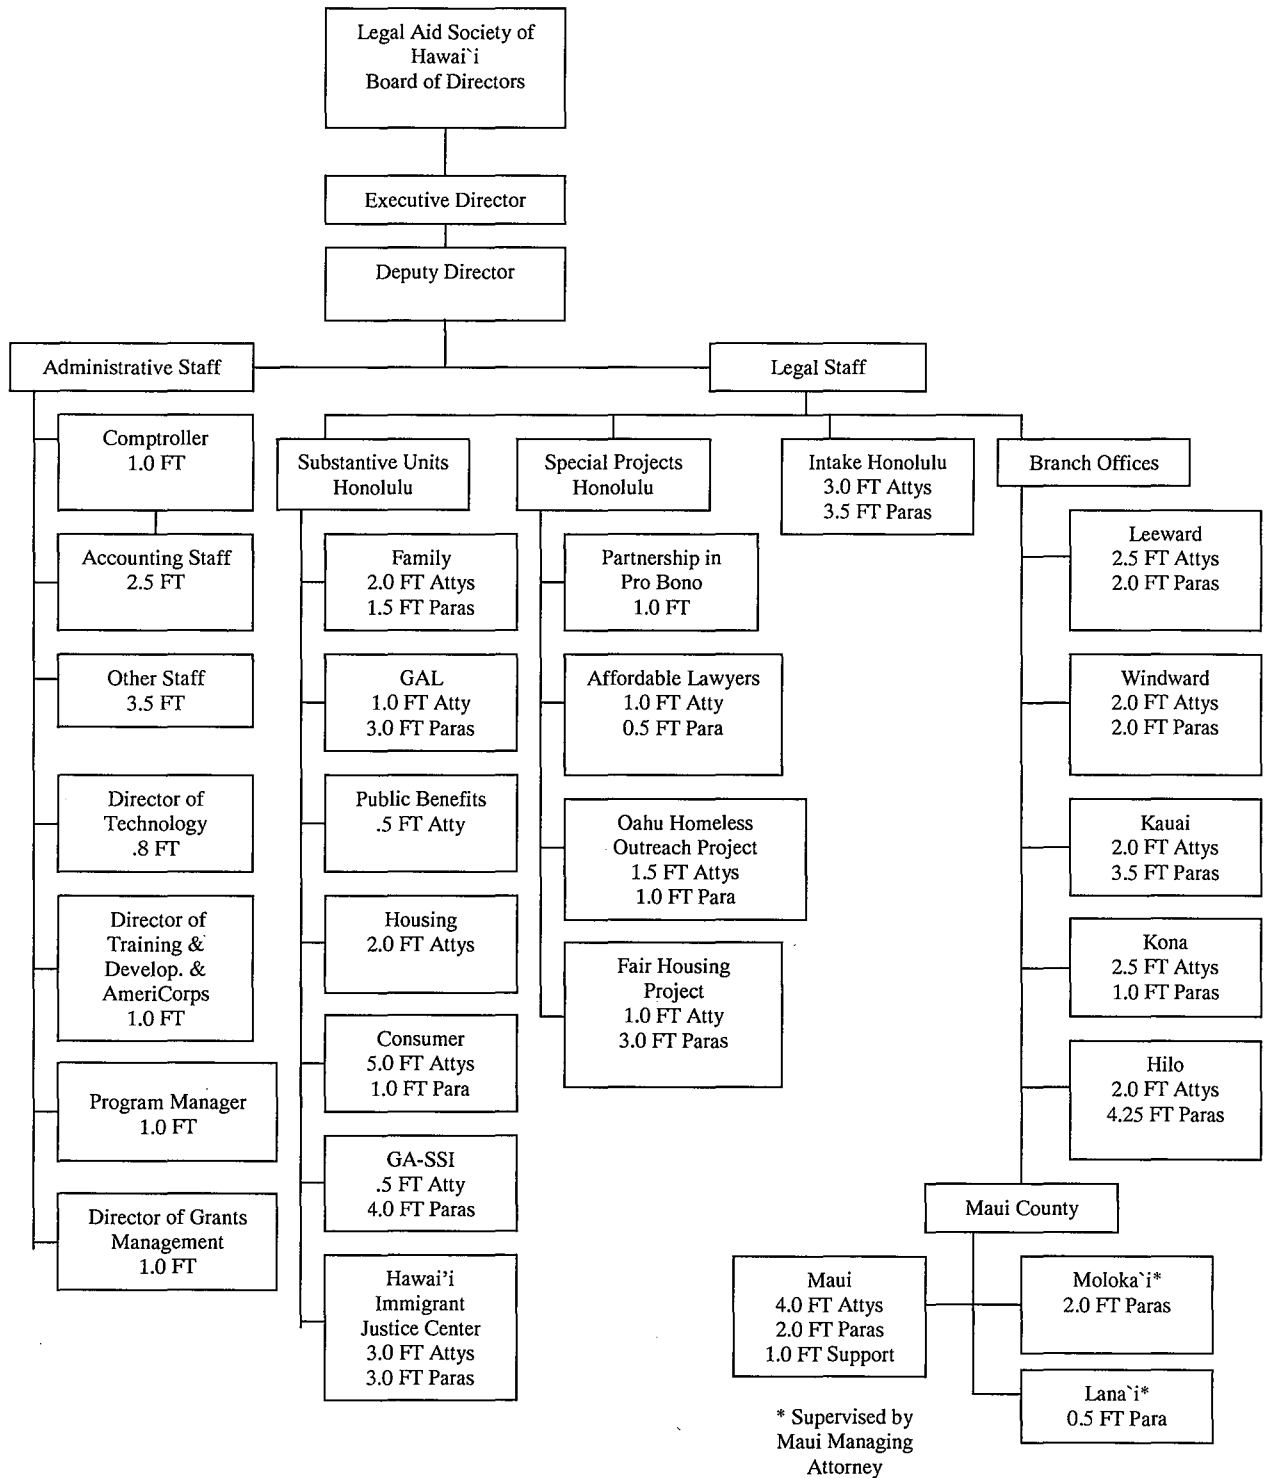 Legal Aid Society of
Hawai`i
Board of Directors
Executive Director
Deputy Director
Administrative Staff
Legal Staff
Comptroller
1.0 FT
Accounting Staff
2.5 FT
Other Staff
3.5 FT
Director of
Technology
.8 FT
Director of
Training &
Develop. &
AmeriCorps
1.0 FT
Program Manager
1.0 FT
Director of Grants
Management
1.0 FT
Substantive Units
Honolulu
Family
2.0 FT Attys
1.5 FT Paras
GAL
1.0 FT Atty
3.0 FT Paras
Public Benefits
.5 FT Atty
Housing
2.0 FT Attys
Consumer
5.0 FT Attys
1.0 FT Para
GA-SSI
.5 FT Atty
4.0 FT Paras
Hawai'i
Immigrant
Justice Center
3.0 FT Attys
3.0 FT Paras
Special Projects
Honolulu
Partnership in
Pro Bono
1.0 FT
Affordable Lawyers
1.0 FT Atty
0.5 FT Para
Oahu Homeless
Outreach Project
1.5 FT Attys
1.0 FT Para
Fair Housing
Project
1.0 FT Atty
3.0 FT Paras
Intake Honolulu
3.0 FT Attys
3.5 FT Paras
Branch Offices
Leeward
2.5 FT Attys
2.0 FT Paras
Windward
2.0 FT Attys
2.0 FT Paras
Kauai
2.0 FT Attys
3.5 FT Paras
Kona
2.5 FT Attys
1.0 FT Paras
Hilo
2.0 FT Attys
4.25 FT Paras
Maui County
Maui
4.0 FT Attys
2.0 FT Paras
1.0 FT Support
Moloka`i*
2.0 FT Paras
Lana`i*
0.5 FT Para
* Supervised by
Maui Managing
Attorney